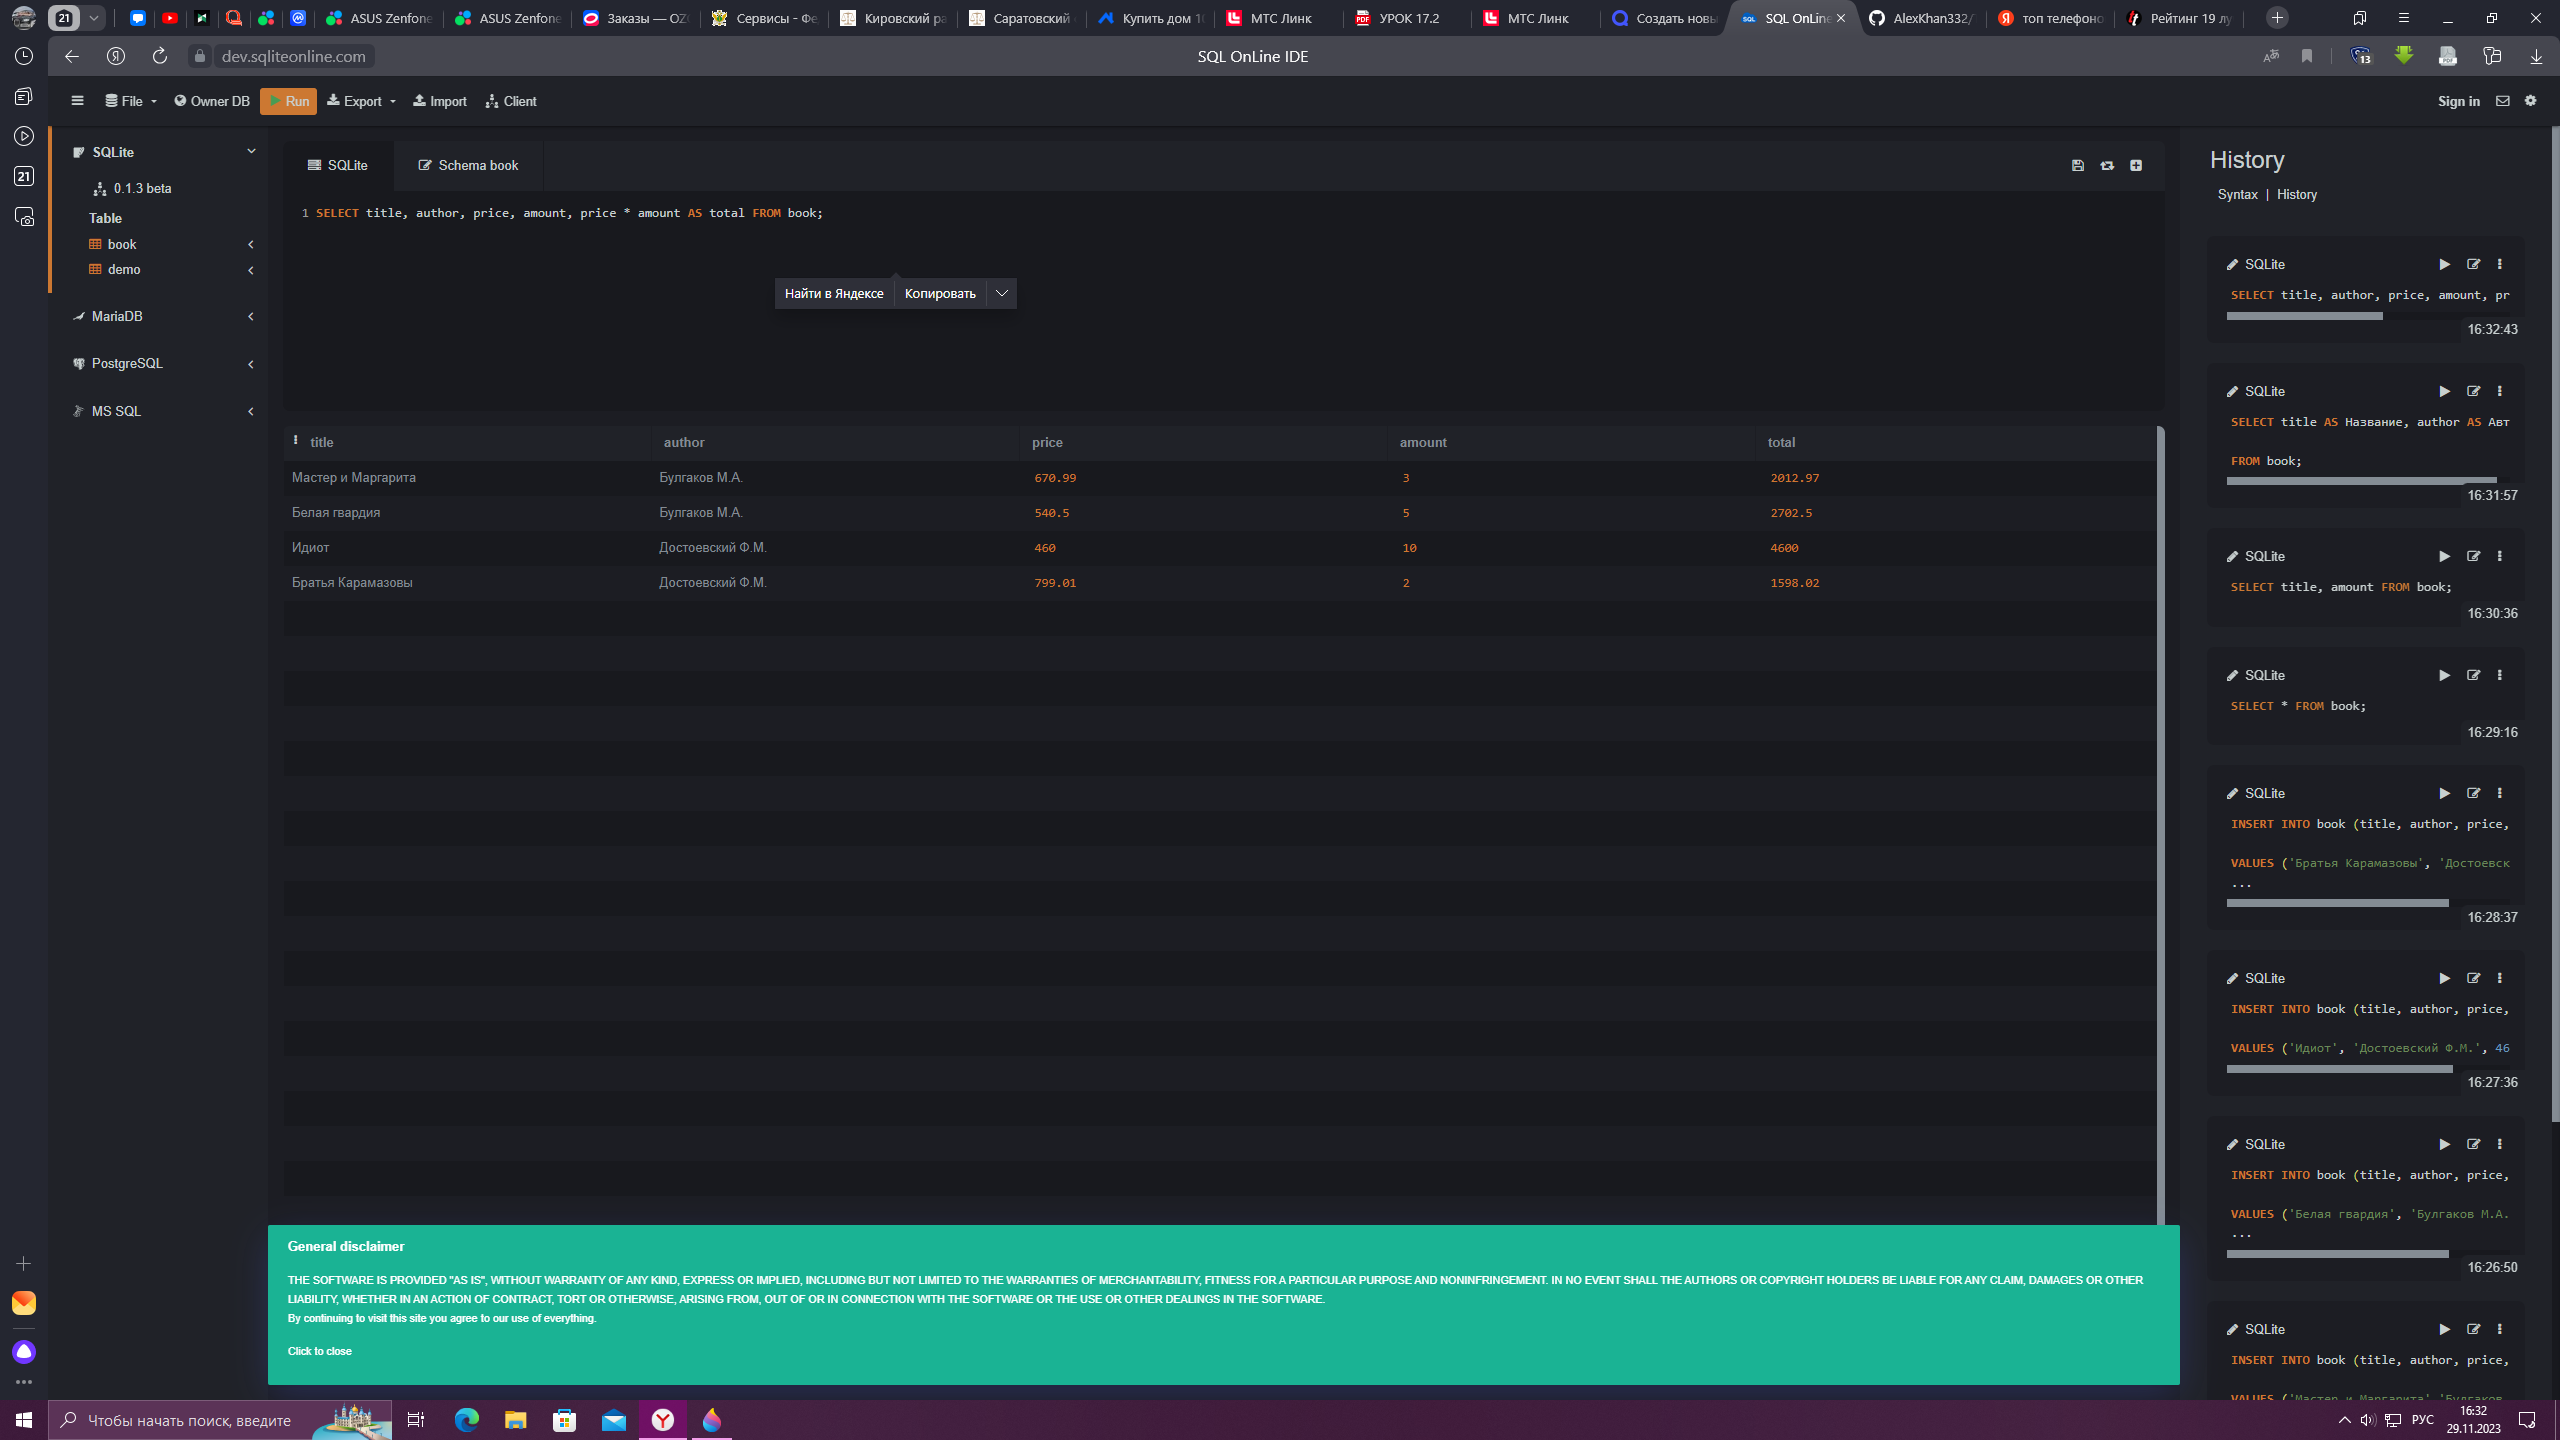 21
ASUS Zenfone
ASUS Zenfone
Заказы — OZ
Сервисы - Фе
Кировский ра
Саратовский
Купить дом 10
МТС Линк
УРОК 17.2
МТС Линк
Создать новы
SQL OnLine
AlexKhan332/
топ телефоно
Рейтинг 19 лу
dev.sqliteonline.com
SQL OnLine IDE
13
File
Owner DB
Run
Export
Import
Client
Sign in
21
SQLite
0.1.3 beta
Table
book
demo
MariaDB
PostgreSQL
MS SQL
SQLite
Schema book
1 SELECT title, author, price, amount, price * amount AS total FROM book;
Найти в Яндексе
Копировать
title author price amount total
Мастер и Маргарита Булгаков М.А. 670.99 3 2012.97
Белая гвардия Булгаков М.А. 540.5 5 2702.5
Идиот Достоевский Ф.М. 460 10 4600
Братья Карамазовы Достоевский Ф.М. 799.01 2 1598.02
General disclaimer
THE SOFTWARE IS PROVIDED "AS IS", WITHOUT WARRANTY OF ANY KIND, EXPRESS OR IMPLIED, INCLUDING BUT NOT LIMITED TO THE WARRANTIES OF MERCHANTABILITY, FITNESS FOR A PARTICULAR PURPOSE AND NONINFRINGEMENT. IN NO EVENT SHALL THE AUTHORS OR COPYRIGHT HOLDERS BE LIABLE FOR ANY CLAIM, DAMAGES OR OTHER
LIABILITY, WHETHER IN AN ACTION OF CONTRACT, TORT OR OTHERWISE, ARISING FROM, OUT OF OR IN CONNECTION WITH THE SOFTWARE OR THE USE OR OTHER DEALINGS IN THE SOFTWARE.
By continuing to visit this site you agree to our use of everything.
Click to close
History
Syntax | History
SQLite
SELECT title, author, price, amount, pr
16:32:43
SQLite
SELECT title AS Название, author AS Авт
FROM book;
16:31:57
SQLite
SELECT title, amount FROM book;
16:30:36
SQLite
SELECT * FROM book;
16:29:16
SQLite
INSERT INTO book (title, author, price,
VALUES ('Братья Карамазовы', 'Достоевск
...
16:28:37
SQLite
INSERT INTO book (title, author, price,
VALUES ('Идиот', 'Достоевский Ф.М.', 46
16:27:36
SQLite
INSERT INTO book (title, author, price,
VALUES ('Белая гвардия', 'Булгаков М.А.
...
16:26:50
SQLite
INSERT INTO book (title, author, price,
VALUES ('Мастер и Маргарита' 'Булгаков
Чтобы начать поиск, введите
РУС
16:32
29.11.2023